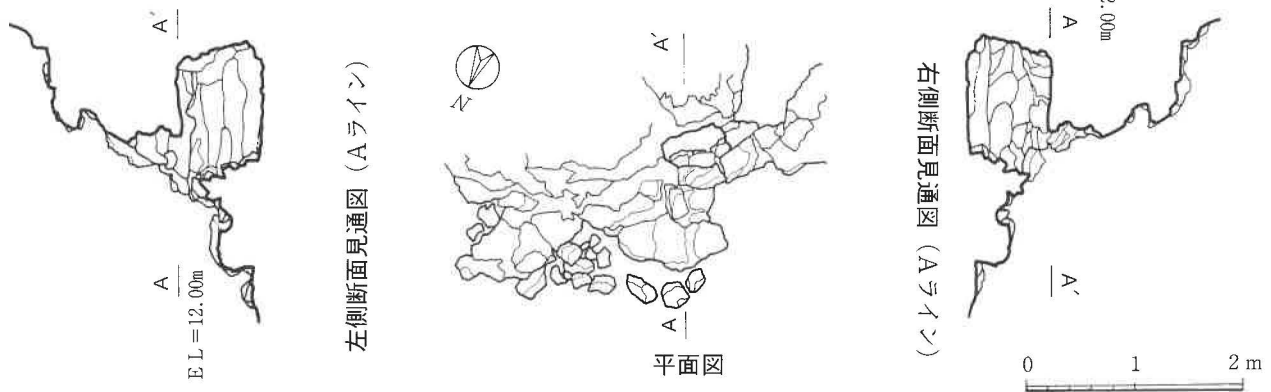 A′
A
EL=12.00m
左側断面見通図（Aライン）
N
A′
A
平面図
2.00m
A
A′
右側断面見通図（Aライン）
0 1 2 m